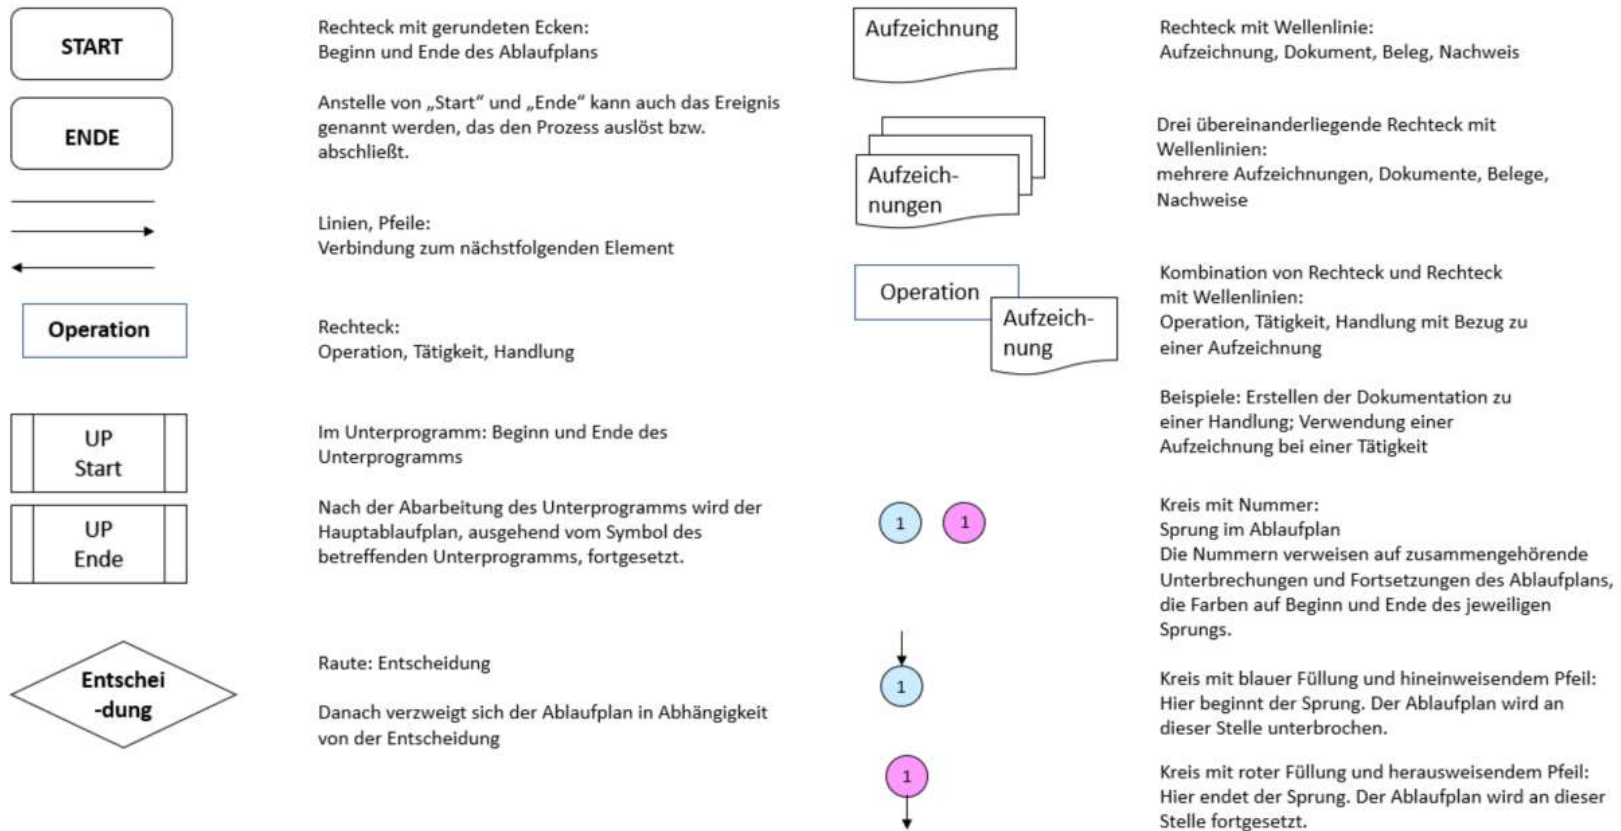 START
Rechteck mit gerundeten Ecken:
Beginn und Ende des Ablaufplans
ENDE
Anstelle von „Start“ und „Ende“ kann auch das Ereignis
genannt werden, das den Prozess auslöst bzw.
abschließt.
Linien, Pfeile:
Verbindung zum nächstfolgenden Element
Operation
Rechteck:
Operation, Tätigkeit, Handlung
UP
Start
Im Unterprogramm: Beginn und Ende des
Unterprogramms
UP
Ende
Nach der Abarbeitung des Unterprogramms wird der
Hauptablaufplan, ausgehend vom Symbol des
betreffenden Unterprogramms, fortgesetzt.
Entschei
-dung
Raute: Entscheidung
Danach verzweigt sich der Ablaufplan in Abhängigkeit
von der Entscheidung
Aufzeichnung
Rechteck mit Wellenlinie:
Aufzeichnung, Dokument, Beleg, Nachweis
Aufzeich-
nungen
Drei übereinanderliegende Rechteck mit
Wellenlinien:
mehrere Aufzeichnungen, Dokumente, Belege,
Nachweise
Operation
Aufzeich-
nung
Kombination von Rechteck und Rechteck
mit Wellenlinien:
Operation, Tätigkeit, Handlung mit Bezug zu
einer Aufzeichnung
Beispiele: Erstellen der Dokumentation zu
einer Handlung; Verwendung einer
Aufzeichnung bei einer Tätigkeit
1 1
Kreis mit Nummer:
Sprung im Ablaufplan
Die Nummern verweisen auf zusammengehörende
Unterbrechungen und Fortsetzungen des Ablaufplans,
die Farben auf Beginn und Ende des jeweiligen
Sprungs.
1
Kreis mit blauer Füllung und hineinweisendem Pfeil:
Hier beginnt der Sprung. Der Ablaufplan wird an
dieser Stelle unterbrochen.
1
Kreis mit roter Füllung und herausweisendem Pfeil:
Hier endet der Sprung. Der Ablaufplan wird an dieser
Stelle fortgesetzt.